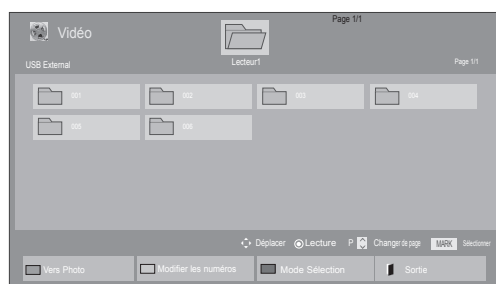 Page 1/1
Vidéo
Lecteur1
USB External
Page 1/1
001
002
003
004
005
006
Déplacer Lecture P Changer de page MARK Sélectionner
Vers Photo
Modifier les numéros
Mode Sélection
Sortie